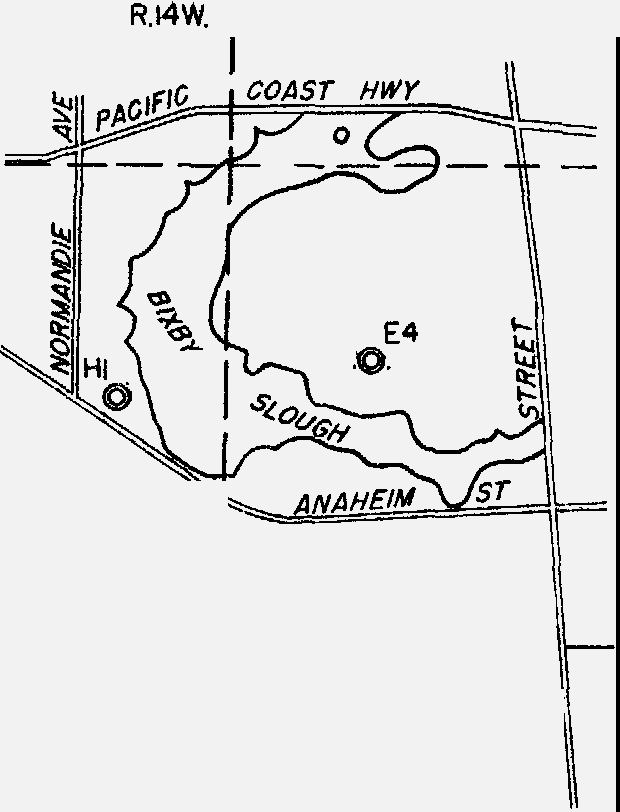 R.14W.
PACIFIC COAST HWY
NORMANDIE AVE
BIXBY
SLOUGH
H1
E4
STREET
ANAHEIM ST